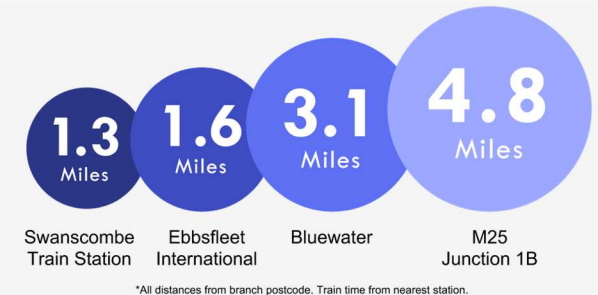 1.3
Miles
1.6
Miles
3.1
Miles
4.8
Miles
Swanscombe
Train Station
Ebbsfleet
International
Bluewater
M25
Junction 1B
*All distances from branch postcode. Train time from nearest station.